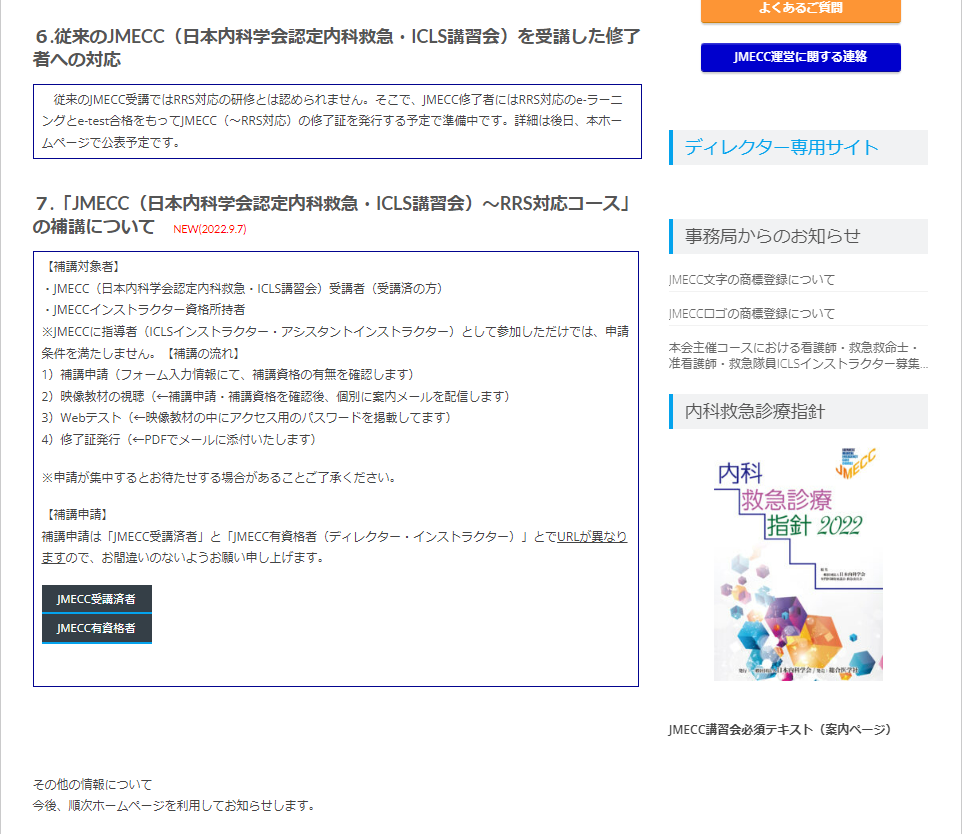 ６.従来のJMECC（日本内科学会認定内科救急・ICLS講習会）を受講した修了
者への対応
従来のJMECC受講ではRRS対応の研修とは認められません。そこで、JMECC修了者にはRRS対応のe-ラーニ
ングとe-test合格をもってJMECC（～RRS対応）の修了証を発行する予定で準備中です。詳細は後日、本ホー
ムページで公表予定です。
７.「JMECC（日本内科学会認定内科救急・ICLS講習会）～RRS対応コース」
の補講について NEW(2022.9.7)
【補講対象者】
・JMECC（日本内科学会認定内科救急・ICLS講習会）受講者（受講済の方）
・JMECCインストラクター資格所持者
※JMECCに指導者（ICLSインストラクター・アシスタントインストラクター）として参加しただけでは、申請
条件を満たしません。【補講の流れ】
1）補講申請（フォーム入力情報にて、補講資格の有無を確認します）
2）映像教材の視聴（←補講申請・補講資格を確認後、個別に案内メールを配信します）
3）Webテスト（←映像教材の中にアクセス用のパスワードを掲載してます）
4）修了証発行（←PDFでメールに添付いたします）
※申請が集中するとお待たせする場合があることご了承ください。
【補講申請】
補講申請は「JMECC受講済者」と「JMECC有資格者（ディレクター・インストラクター）」とでURLが異なり
ますので、お間違いのないようお願い申し上げます。
JMECC受講済者
JMECC有資格者
その他の情報について
今後、順次ホームページを利用してお知らせします。
よくあるご質問
JMECC運営に関する連絡
ディレクター専用サイト
事務局からのお知らせ
JMECC文字の商標登録について
JMECCロゴの商標登録について
本会主催コースにおける看護師・救急救命士・
准看護師・救急隊員ICLSインストラクター募集...
内科救急診療指針
JMECC
内科
救急診療
指針 2022
JMECC講習会必須テキスト（案内ページ）